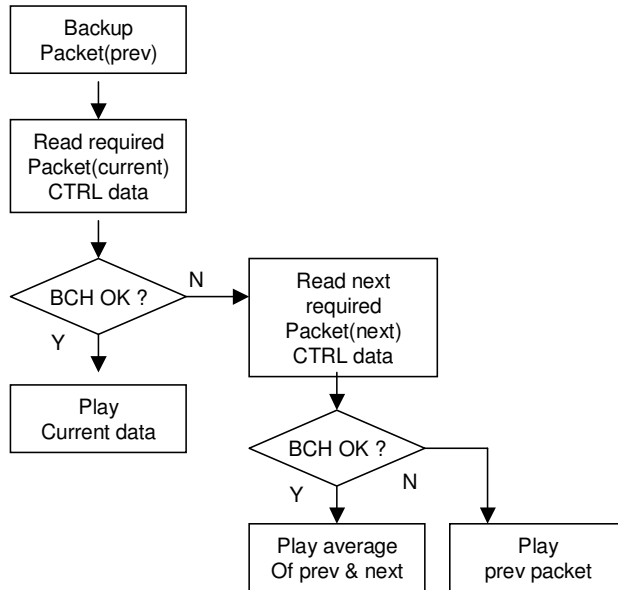 Backup
Packet(prev)
Read required
Packet(current)
CTRL data
BCH OK ?
N
Y
Read next
required
Packet(next)
CTRL data
Play
Current data
BCH OK ?
Y
N
Play average
Of prev & next
Play
prev packet